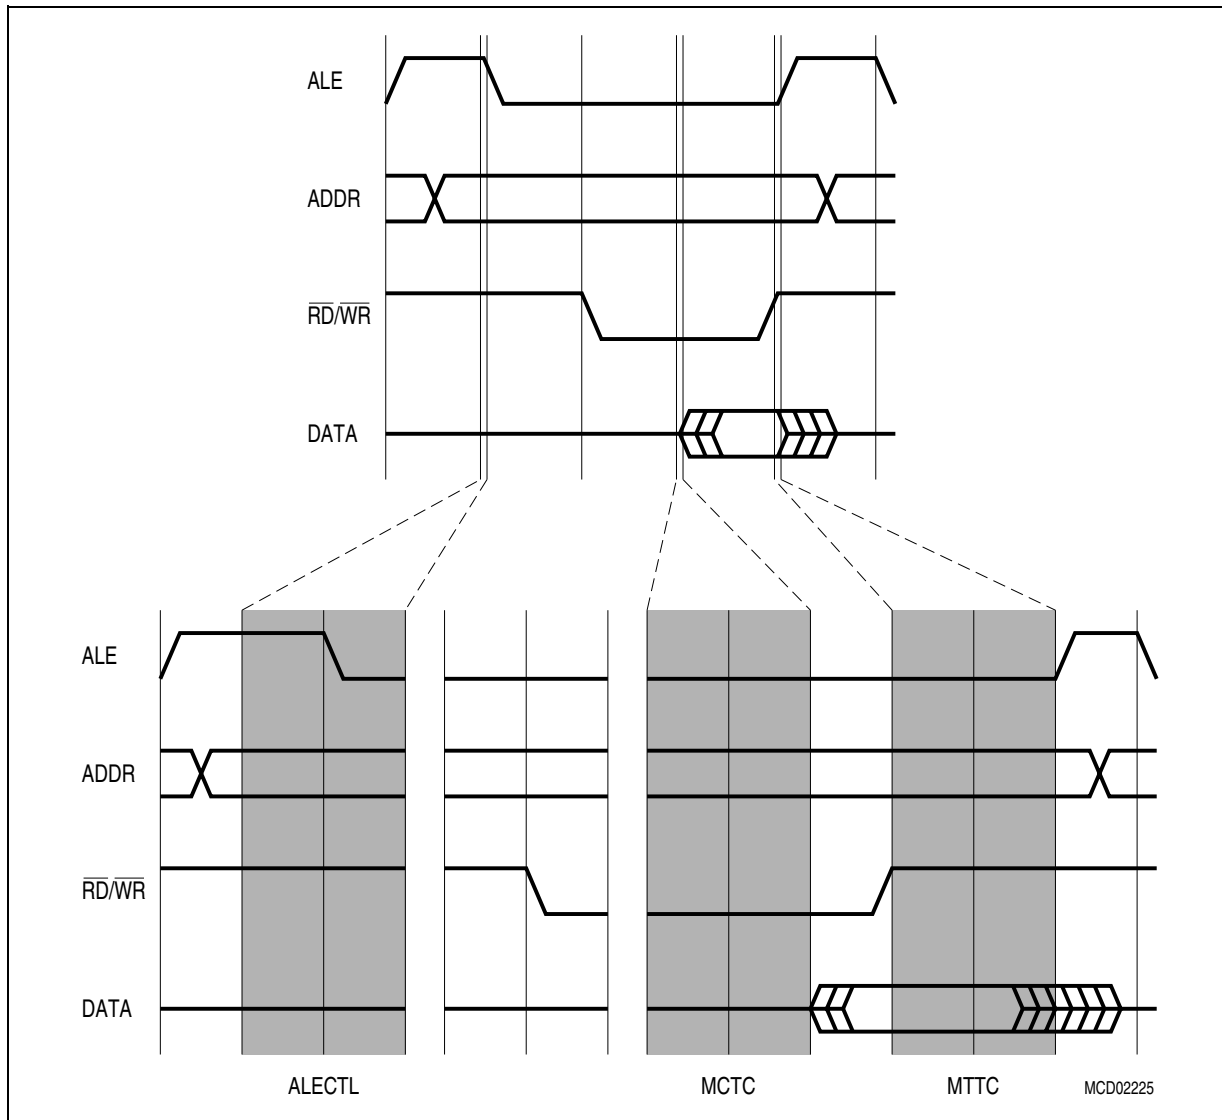 ALE
ADDR
RD/WR
DATA
ALE
ADDR
RD/WR
DATA
ALECTL MCTC MTTC MCD02225